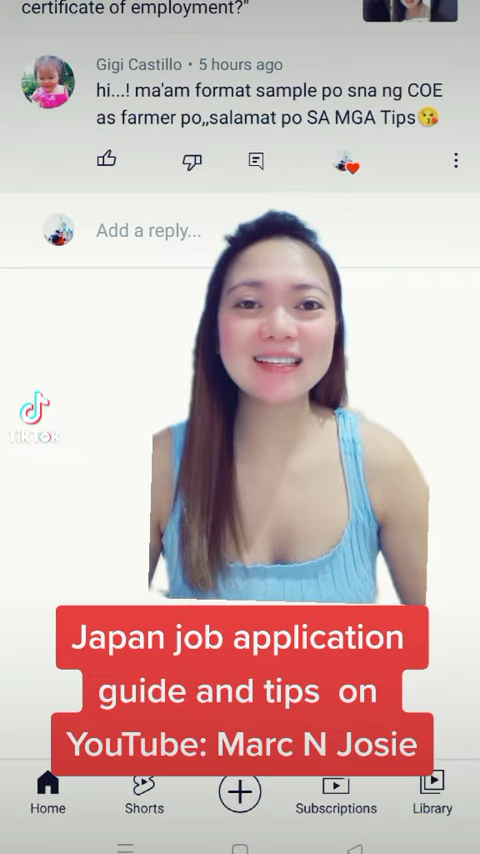 certificate of employment?"
Gigi Castillo • 5 hours ago
hi...! ma'am format sample po sna ng COE
as farmer po,,salamat po SA MGA Tips😘
Add a reply...
TikTok
Japan job application
guide and tips on
YouTube: Marc N Josie
Home
Shorts
Subscriptions
Library